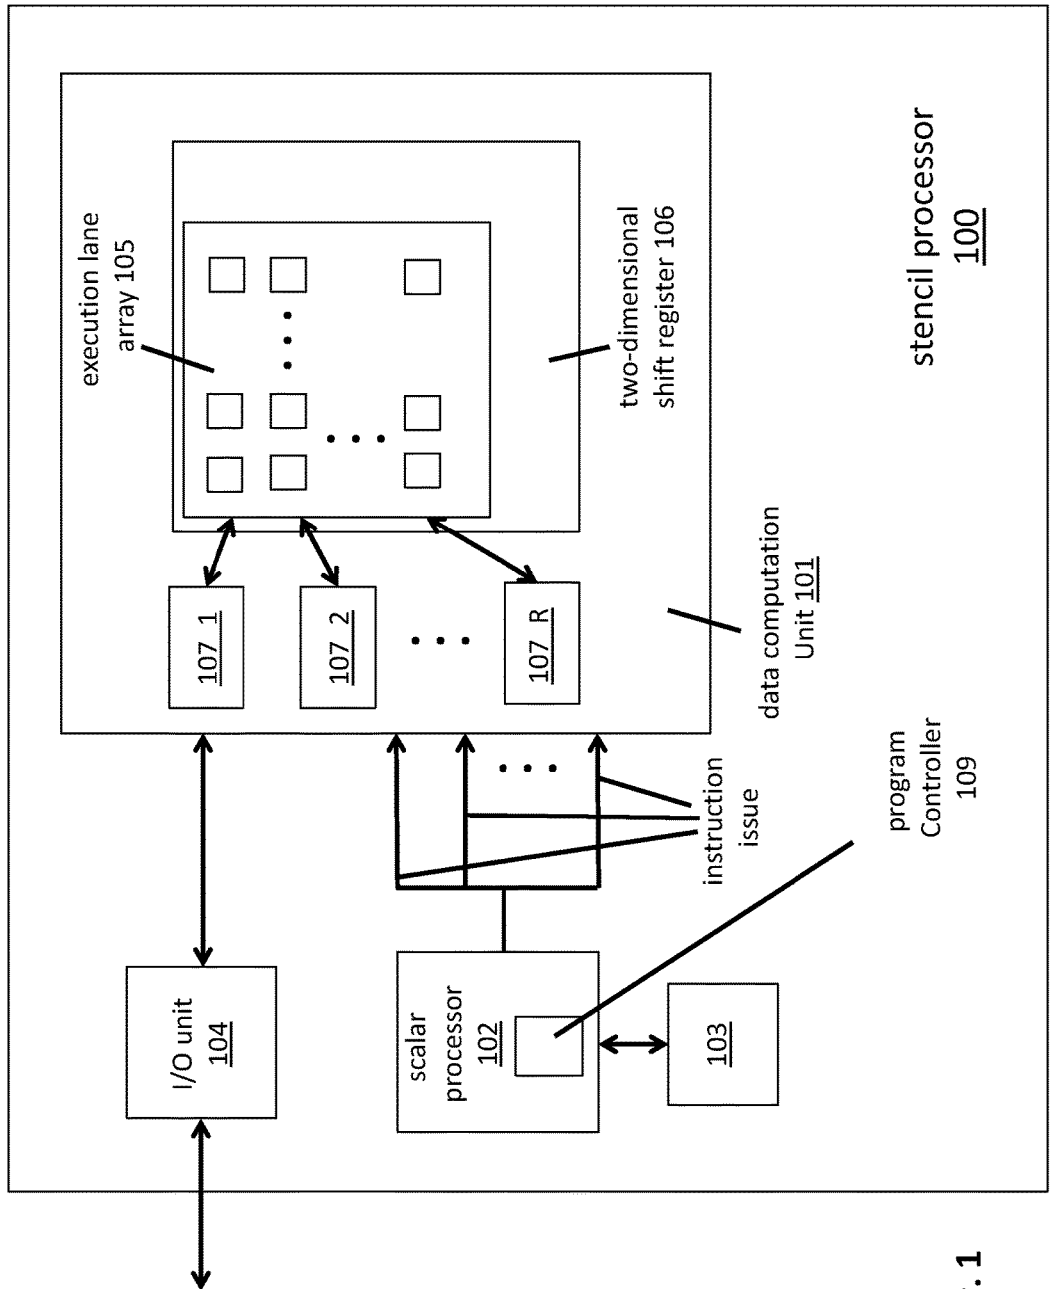 execution lane
array 105
two-dimensional
shift register 106
stencil processor
100
107_1
107_2
107_R
data computation
Unit 101
instruction
issue
program
Controller
109
I/O unit
104
scalar
processor
102
103
. 1